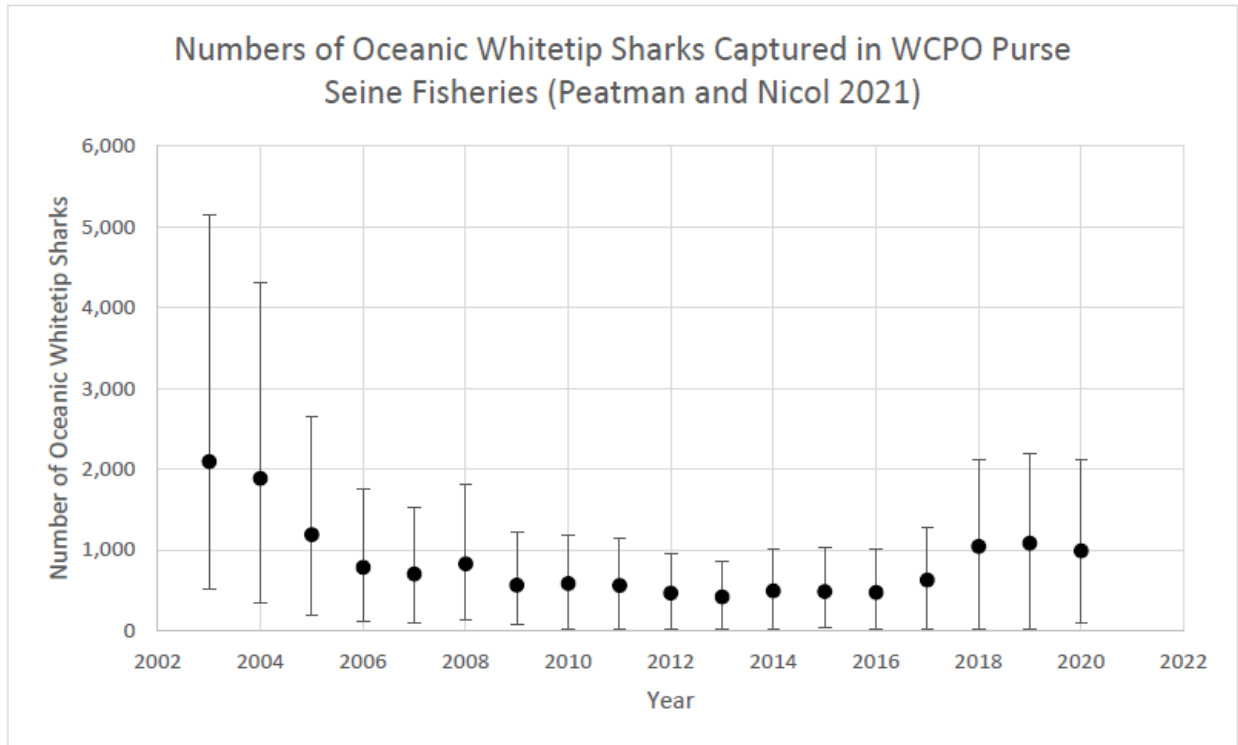 Numbers of Oceanic Whitetip Sharks Captured in WCPO Purse
Seine Fisheries (Peatman and Nicol 2021)
Number of Oceanic Whitetip Sharks
6,000
5,000
4,000
3,000
2,000
1,000
0
2002 2004 2006 2008 2010 2012 2014 2016 2018 2020 2022
Year